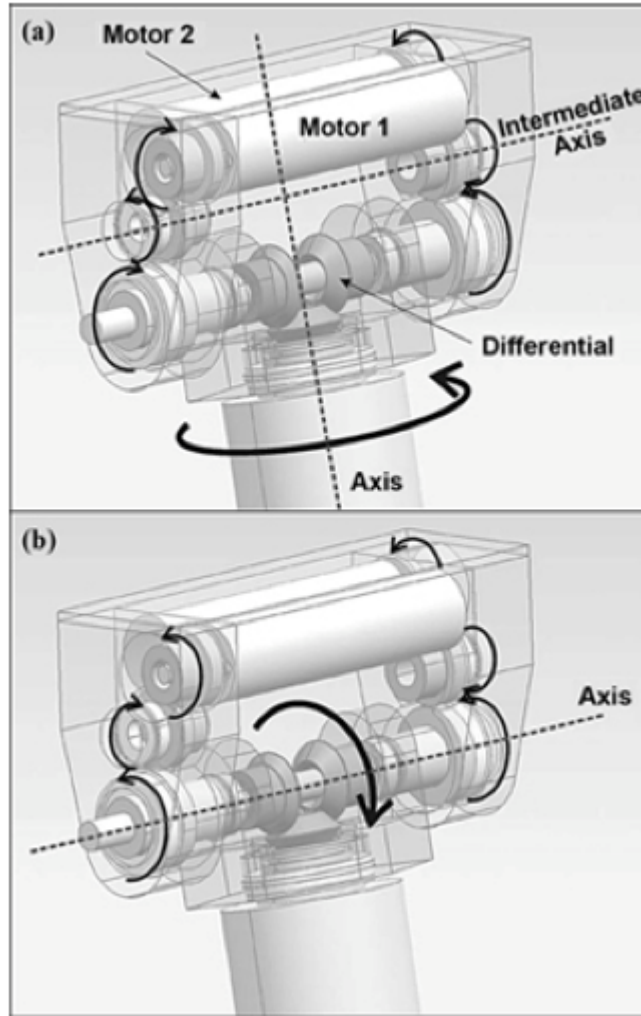 (a)
Motor 2
Motor 1
Intermediate
Axis
Differential
Axis
(b)
Axis